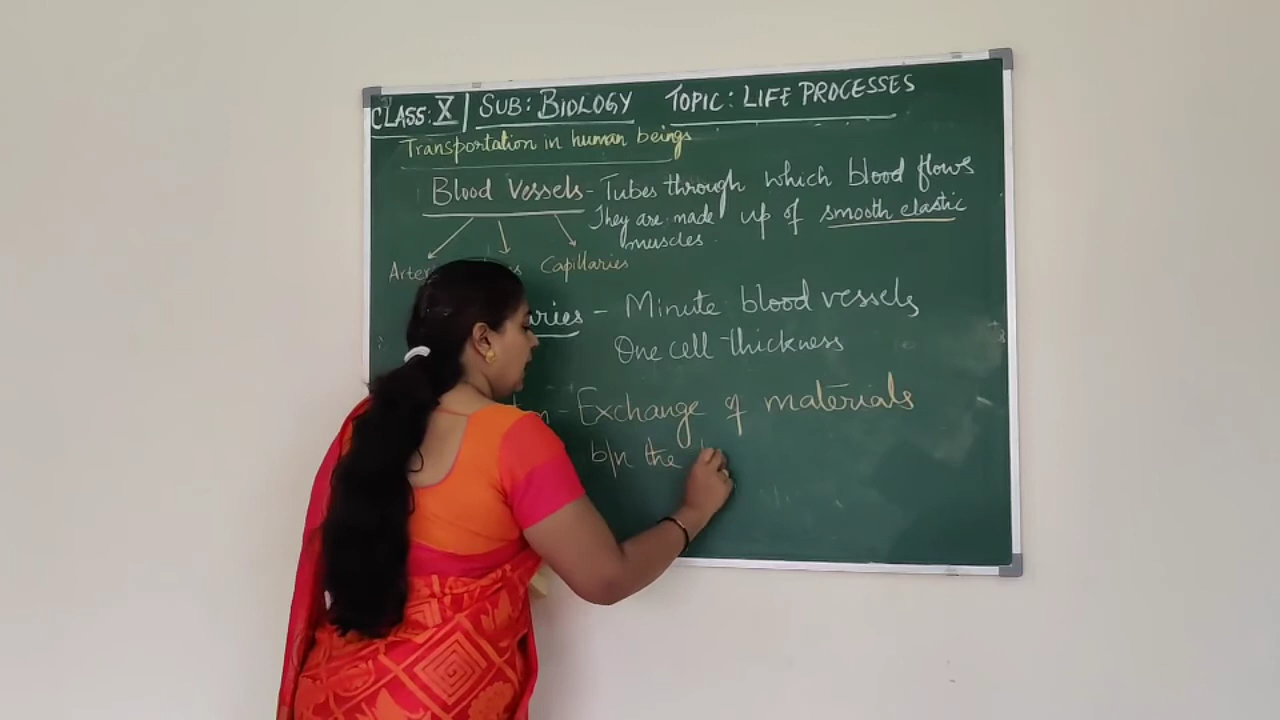 CLASS: X | SUB: BIOLOGY TOPIC: LIFE PROCESSES
Transportation in human beings
Blood Vessels - Tubes through which blood flows
They are made up of smooth elastic
muscles.
Capillaries
- Minute blood vessels
One cell thickness
- Exchange of materials
b/n the